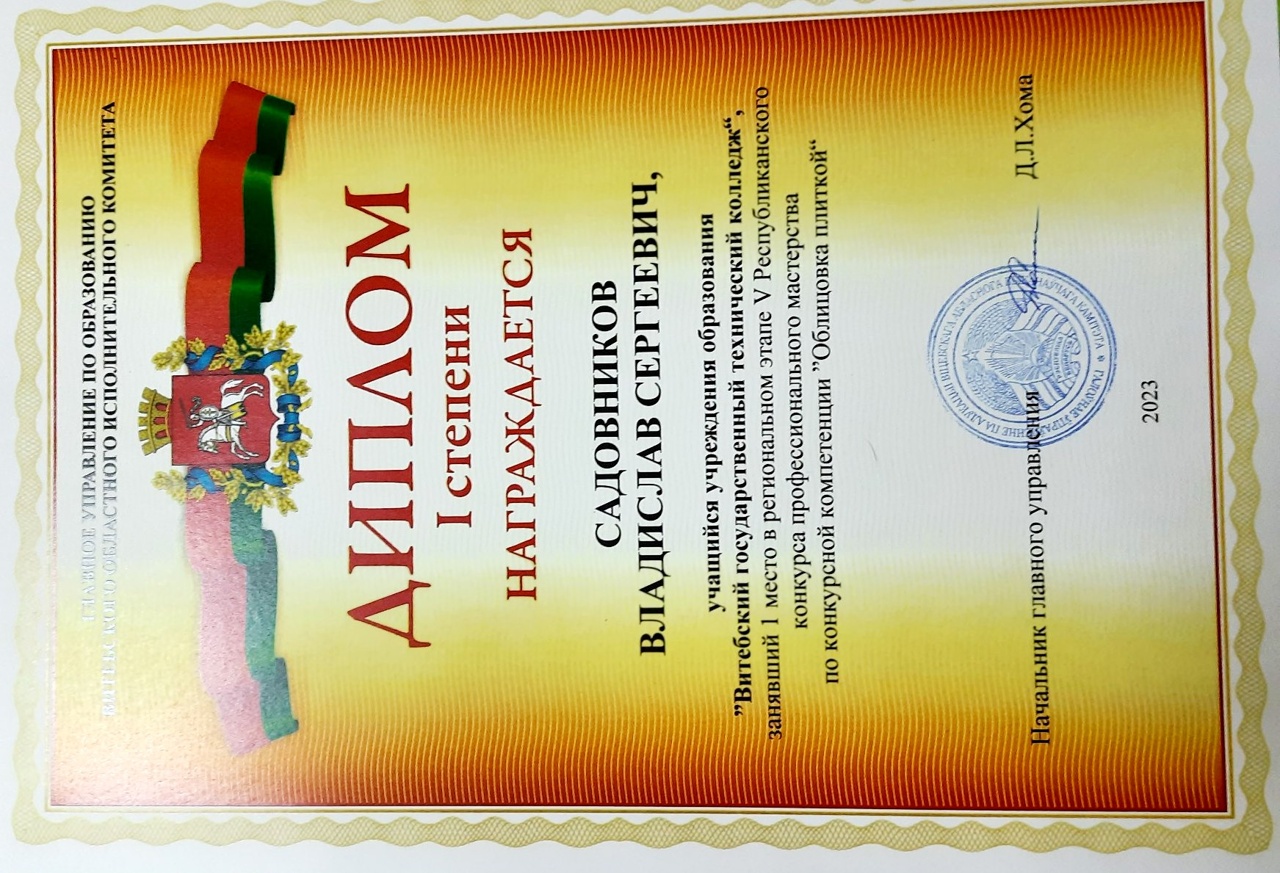 ГЛАВНОЕ УПРАВЛЕНИЕ ПО ОБРАЗОВАНИЮ
ВИТЕБСКОГО ОБЛАСТНОГО ИСПОЛНИТЕЛЬНОГО КОМИТЕТА
ДИПЛОМ
I степени
НАГРАЖДАЕТСЯ
САДОВНИКОВ
ВЛАДИСЛАВ СЕРГЕЕВИЧ,
учащийся учреждения образования
”Витебский государственный технический колледж“,
занявший 1 место в региональном этапе V Республиканского
конкурса профессионального мастерства
по конкурсной компетенции ”Облицовка плиткой“
Начальник главного управления Д.Л.Хома
2023